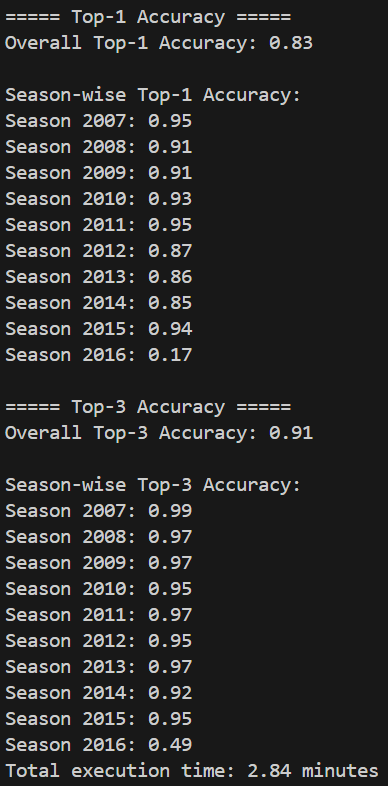 ===== Top-1 Accuracy =====
Overall Top-1 Accuracy: 0.83
Season-wise Top-1 Accuracy:
Season 2007: 0.95
Season 2008: 0.91
Season 2009: 0.91
Season 2010: 0.93
Season 2011: 0.95
Season 2012: 0.87
Season 2013: 0.86
Season 2014: 0.85
Season 2015: 0.94
Season 2016: 0.17
===== Top-3 Accuracy =====
Overall Top-3 Accuracy: 0.91
Season-wise Top-3 Accuracy:
Season 2007: 0.99
Season 2008: 0.97
Season 2009: 0.97
Season 2010: 0.95
Season 2011: 0.97
Season 2012: 0.95
Season 2013: 0.97
Season 2014: 0.92
Season 2015: 0.95
Season 2016: 0.49
Total execution time: 2.84 minutes